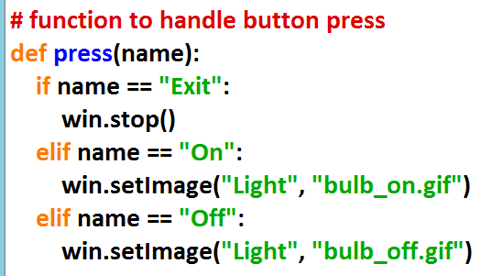 # function to handle button press
def press(name):
if name == "Exit":
win.stop()
elif name == "On":
win.setImage("Light", "bulb_on.gif")
elif name == "Off":
win.setImage("Light", "bulb_off.gif")